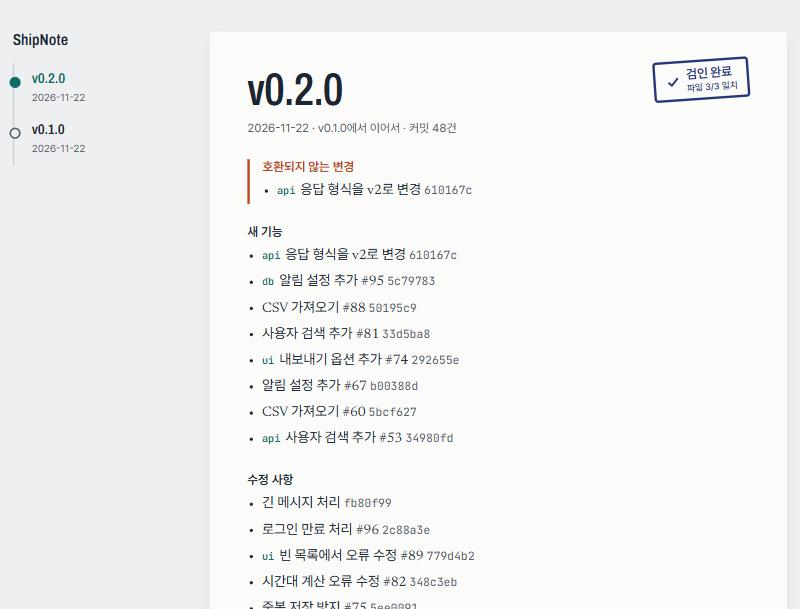 ShipNote
v0.2.0
2026-11-22
v0.1.0
2026-11-22
v0.2.0
검인 완료
파일 3/3 일치
2026-11-22 · v0.1.0에서 이어서 · 커밋 48건
호환되지 않는 변경
• api 응답 형식을 v2로 변경 610167c
새 기능
• api 응답 형식을 v2로 변경 610167c
• db 알림 설정 추가 #95 5c79783
• CSV 가져오기 #88 50195c9
• 사용자 검색 추가 #81 33d5ba8
• ui 내보내기 옵션 추가 #74 292655e
• 알림 설정 추가 #67 b00388d
• CSV 가져오기 #60 5bcf627
• api 사용자 검색 추가 #53 34980fd
수정 사항
• 긴 메시지 처리 fb80f99
• 로그인 만료 처리 #96 2c88a3e
• ui 빈 목록에서 오류 수정 #89 779d4b2
• 시간대 계산 오류 수정 #82 348c3eb
• 중복 저장 방지 #75 5ee0091